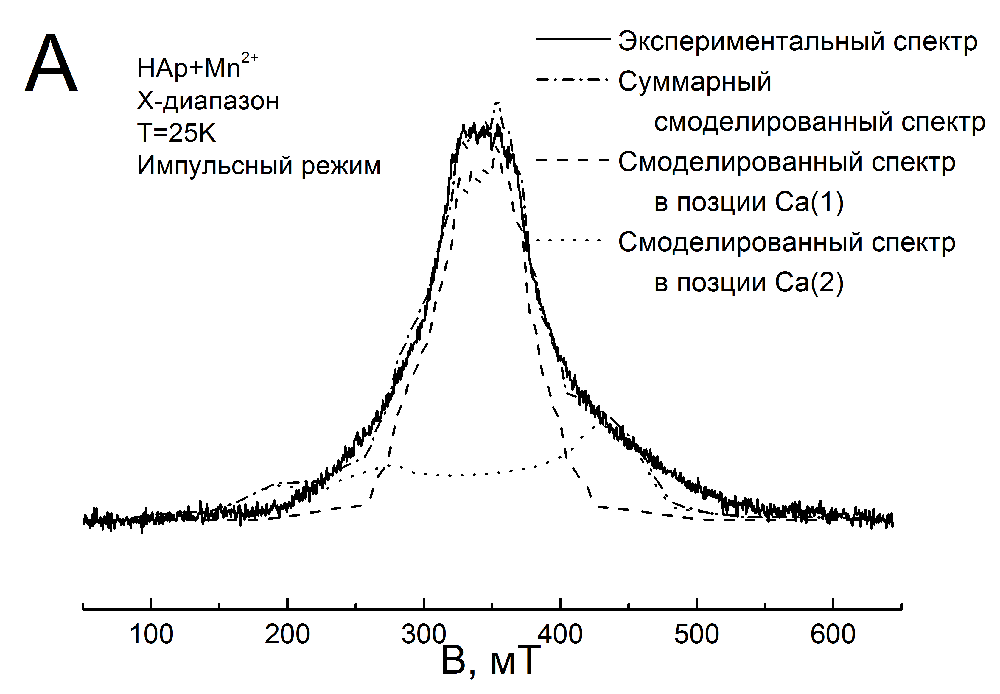 А
HAp+Mn2+
Х-диапазон
T=25K
Импульсный режим
Экспериментальный спектр
Суммарный
смоделированный спектр
Смоделированный спектр
в позции Ca(1)
Смоделированный спектр
в позции Ca(2)
100 200 300 400 500 600
В, мТ